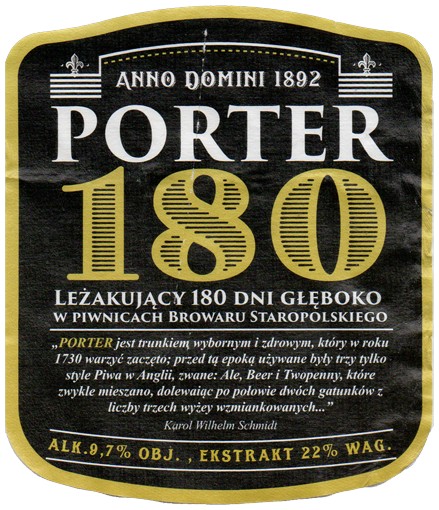 ANNO DOMINI 1892
PORTER
180
LEŻAKUJĄCY 180 DNI GŁĘBOKO
W PIWNICACH BROWARU STAROPOLSKIEGO
„PORTER jest trunkiem wybornym i zdrowym, który w roku
1730 warzyć zaczęto; przed tą epoką używane były trzy tylko
style Piwa w Anglii, zwane: Ale, Beer i Twopenny, które
zwykle mieszano, dolewając po połowie dwóch gatunków z
liczby trzech wyżey wzmiankowanych..."
Karol Wilhelm Schmidt
ALK.9,7% OBJ. , EKSTRAKT 22% WAG.